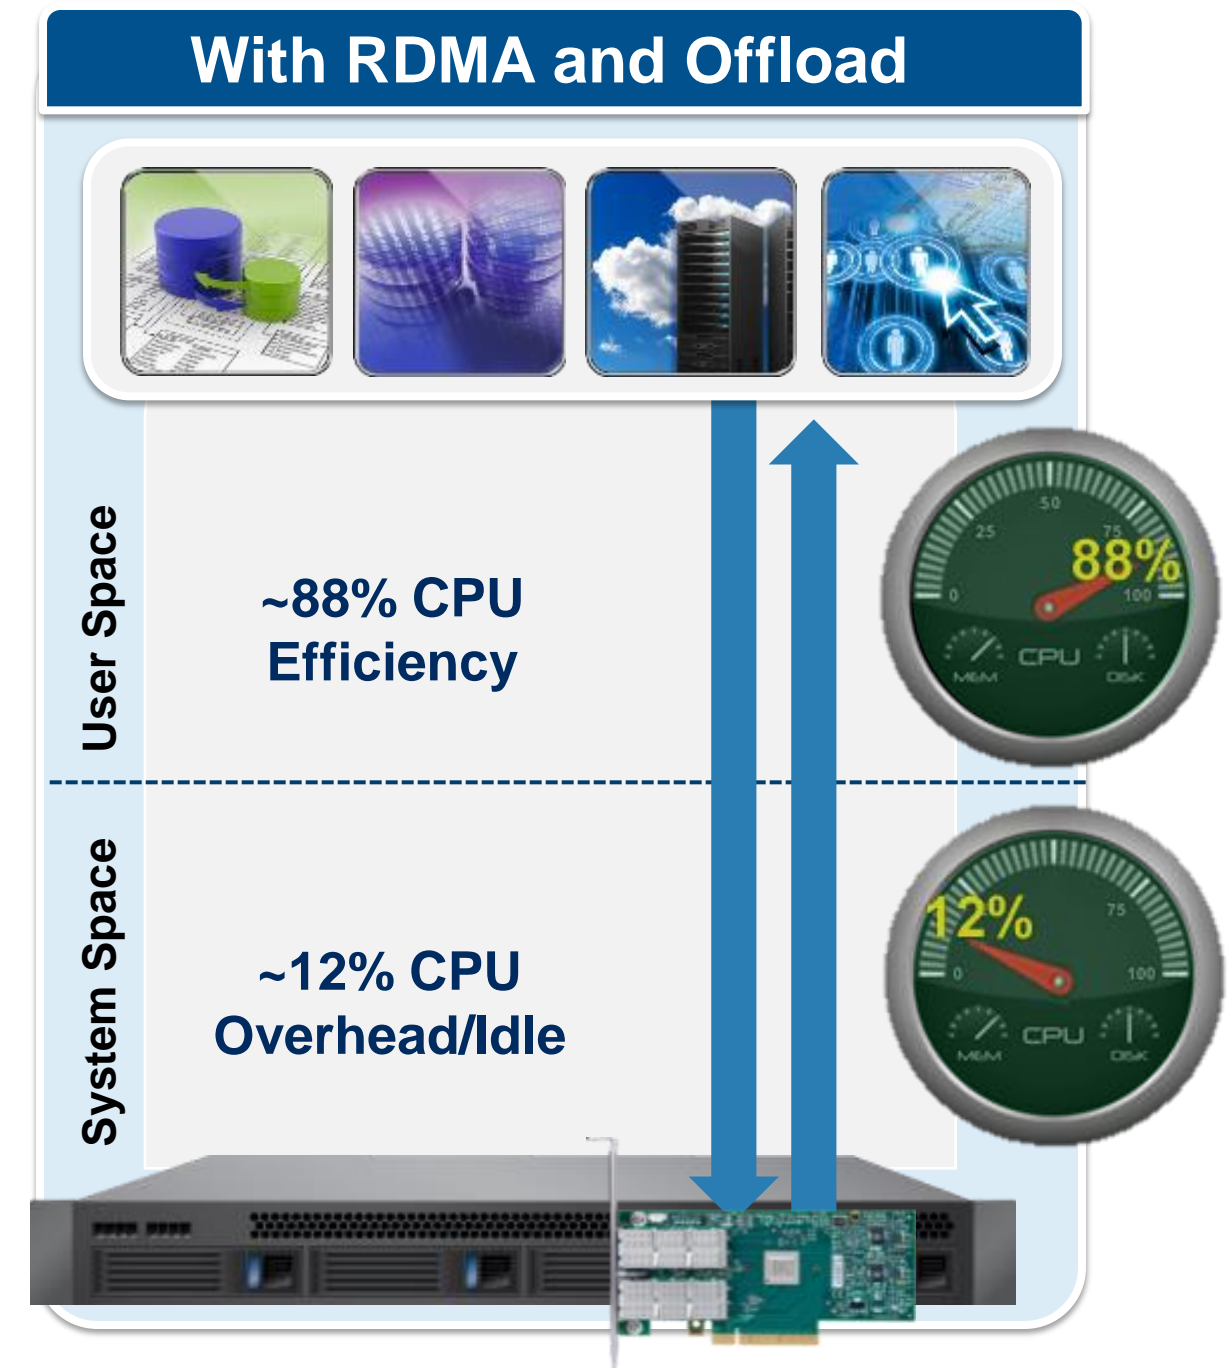 With RDMA and Offload
User Space
~88% CPU
Efficiency
50
25
75
88%
0
100
CPU
MEM
DISK
System Space
~12% CPU
Overhead/Idle
12%
75
0
100
CPU
MEM
DISK